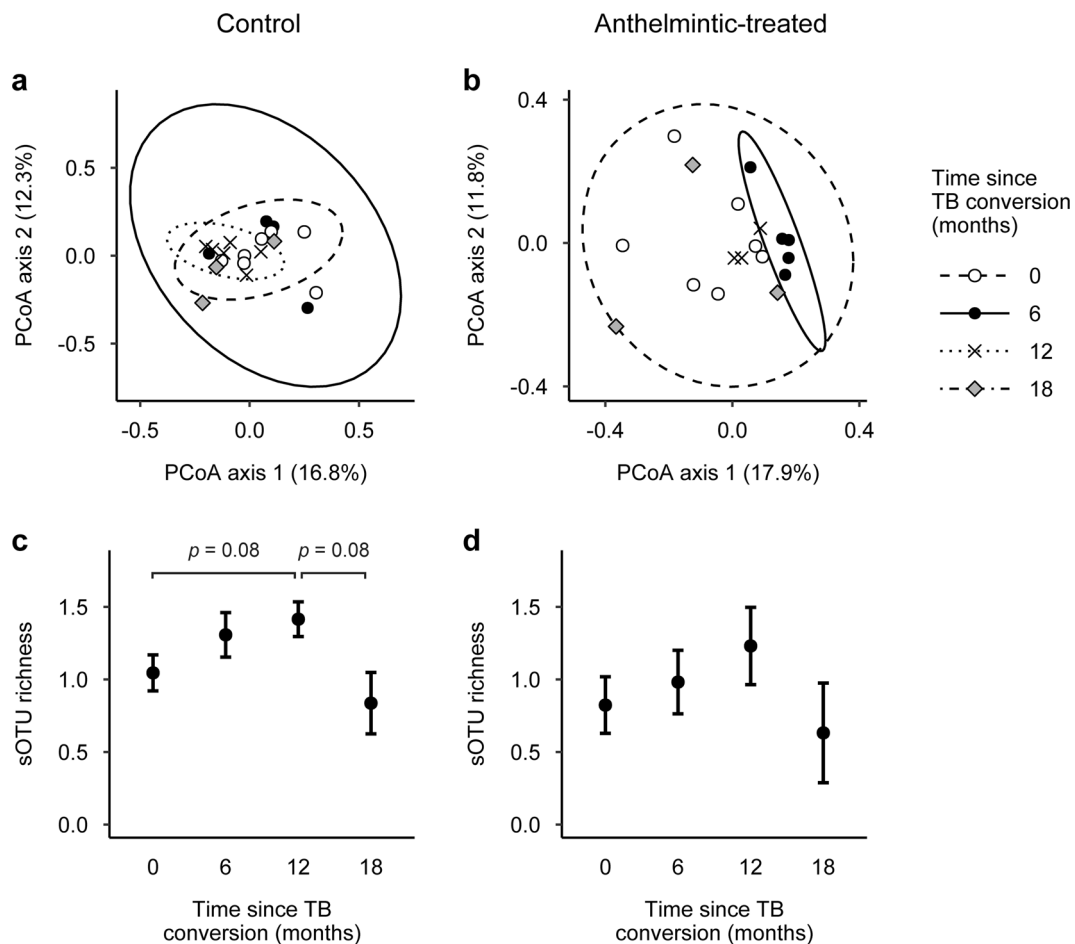 Control
Anthelmintic-treated
a
PCoA axis 2 (12.3%)
0.5
0.0
-0.5
-0.5
0.0
0.5
PCoA axis 1 (16.8%)
b
PCoA axis 2 (11.8%)
0.4
0.0
-0.4
-0.4
0.0
0.4
PCoA axis 1 (17.9%)
Time since
TB conversion
(months)
0
6
12
18
c
p = 0.08
p = 0.08
sOTU richness
1.5
1.0
0.5
0.0
0
6
12
18
Time since TB
conversion (months)
d
sOTU richness
1.5
1.0
0.5
0.0
0
6
12
18
Time since TB
conversion (months)